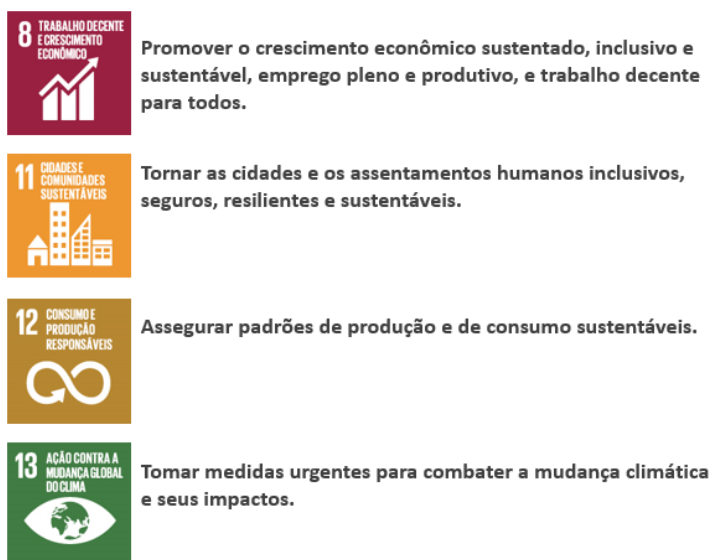 8 TRABALHO DECENTE
E CRESCIMENTO
ECONÔMICO
Promover o crescimento econômico sustentado, inclusivo e
sustentável, emprego pleno e produtivo, e trabalho decente
para todos.
11 CIDADES E
COMUNIDADES
SUSTENTÁVEIS
Tornar as cidades e os assentamentos humanos inclusivos,
seguros, resilientes e sustentáveis.
12 CONSUMO E
PRODUÇÃO
RESPONSÁVEIS
Assegurar padrões de produção e de consumo sustentáveis.
13 AÇÃO CONTRA A
MUDANÇA GLOBAL
DO CLIMA
Tomar medidas urgentes para combater a mudança climática
e seus impactos.